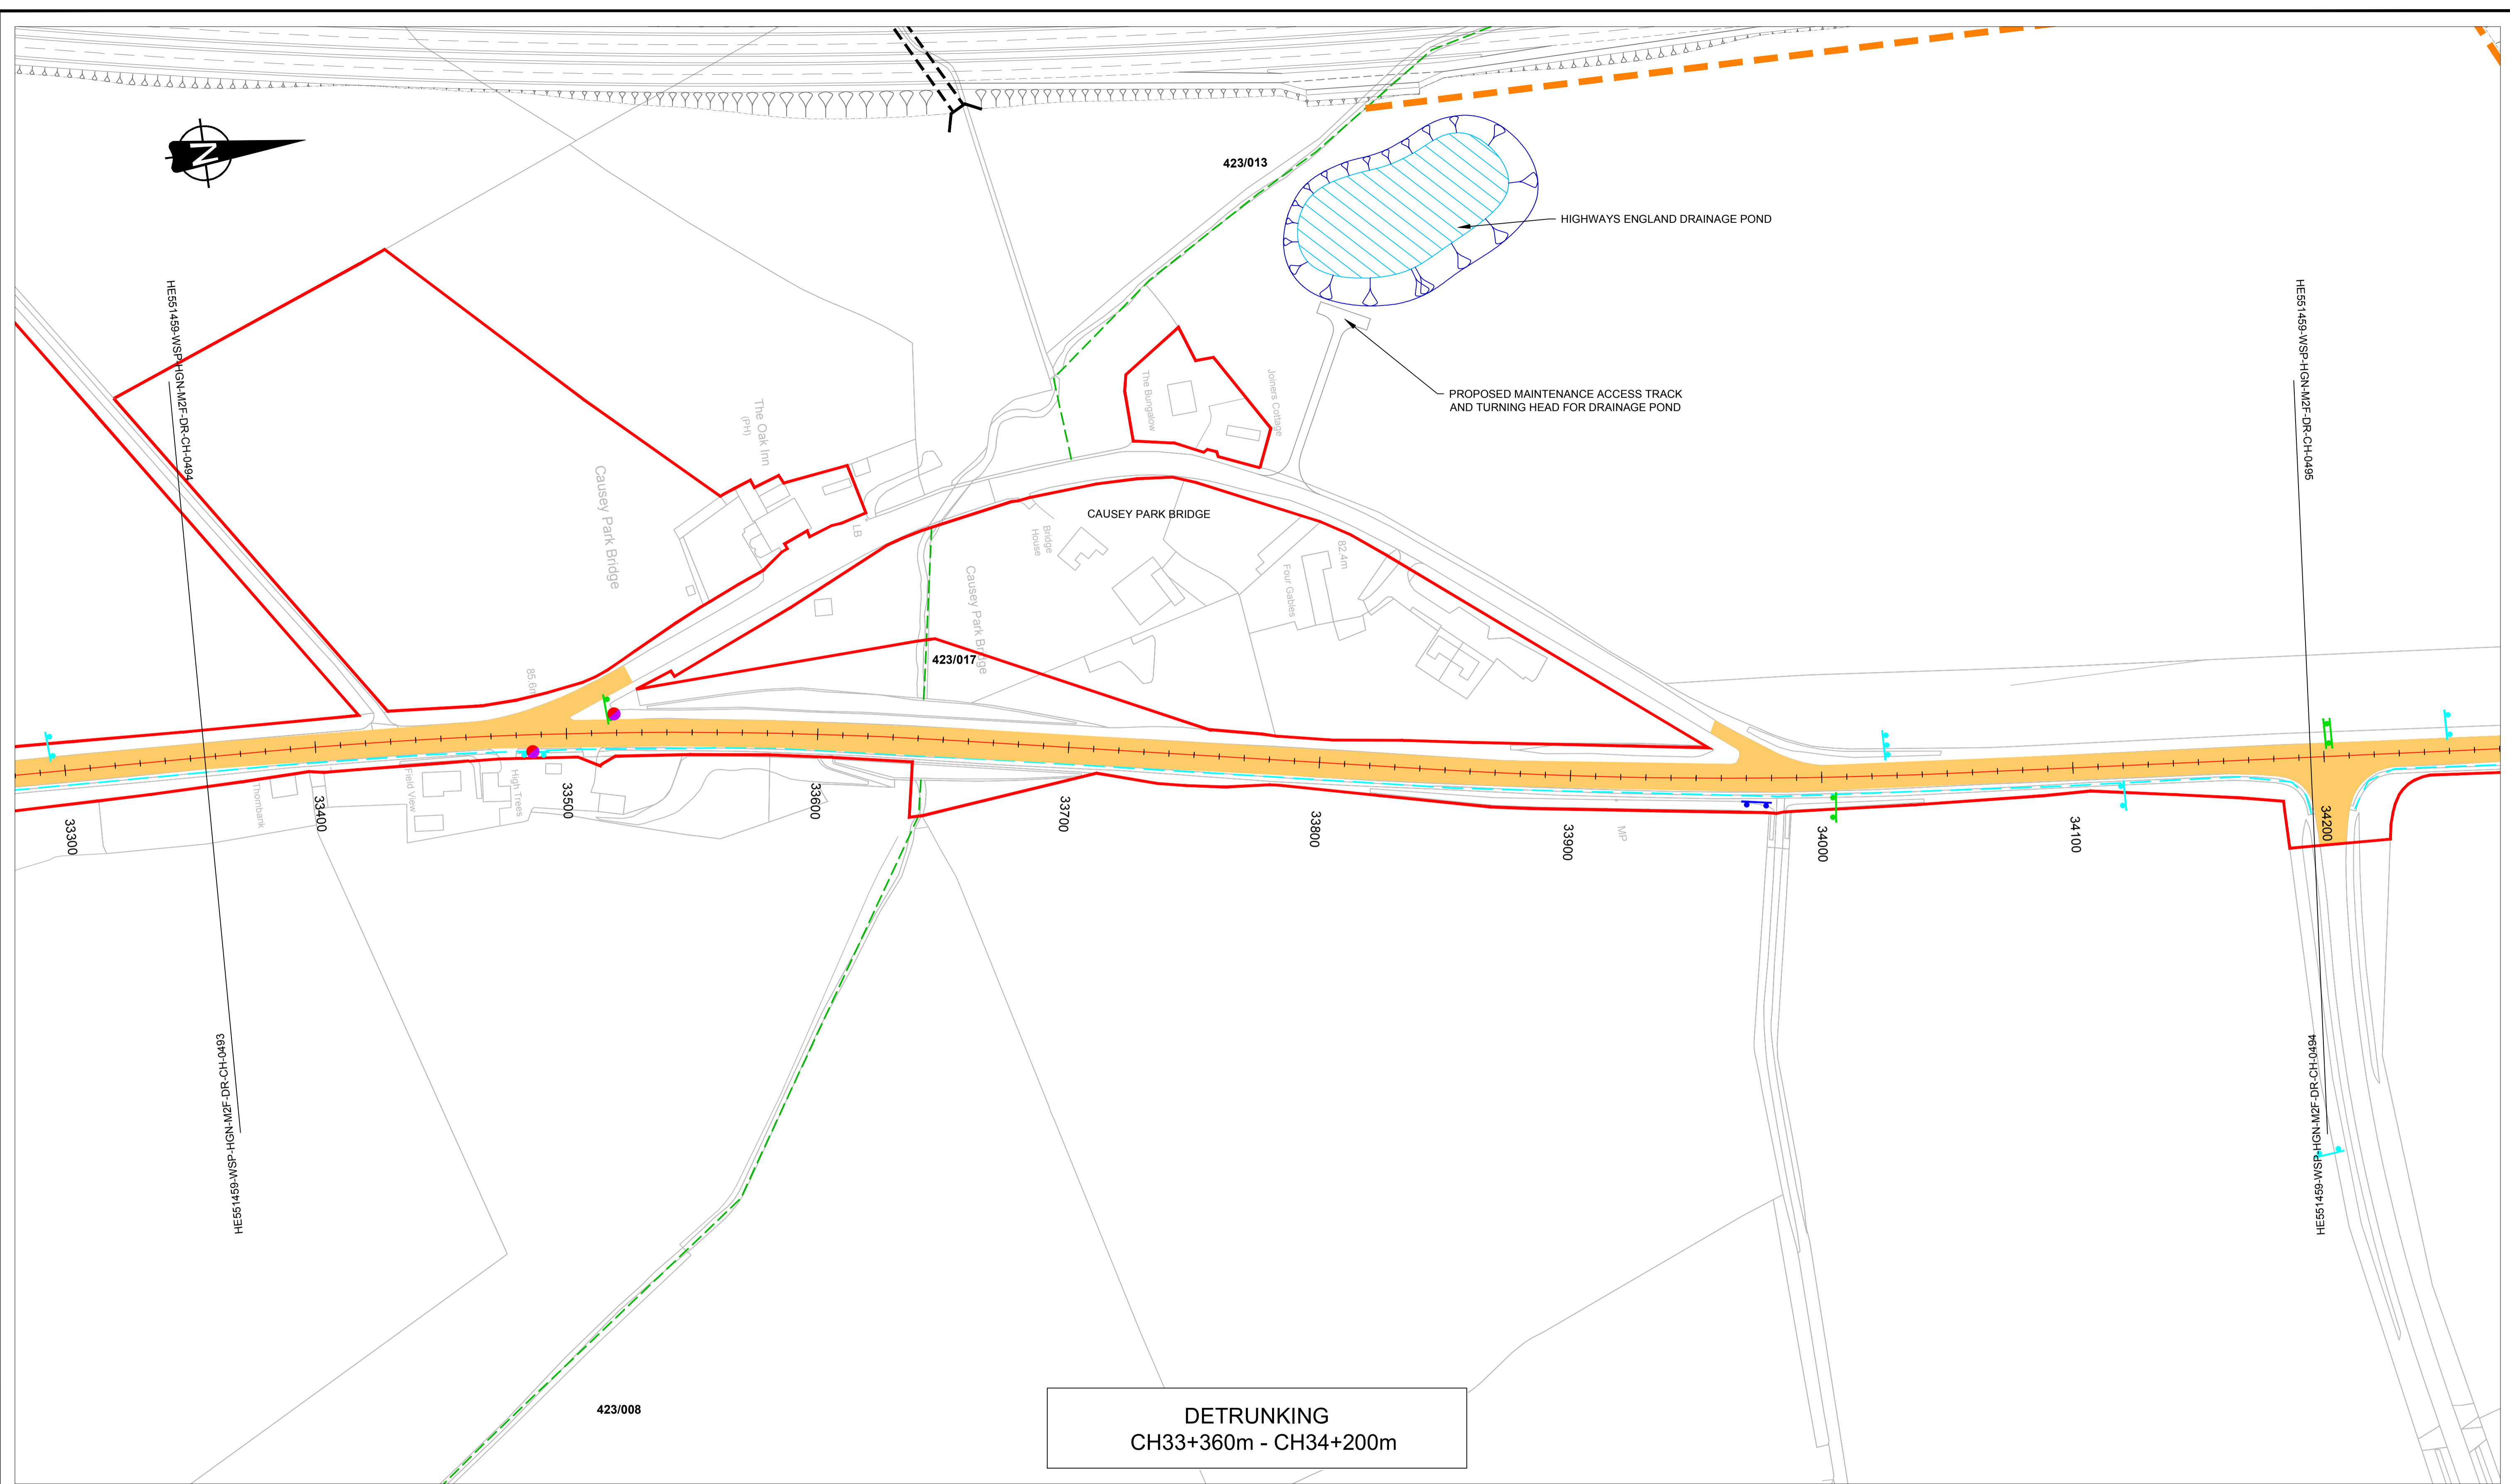 N
423/013
HIGHWAYS ENGLAND DRAINAGE POND
HE551459-WSP-HGN-M2F-DR-CH-0494
HE551459-WSP-HGN-M2F-DR-CH-0495
PROPOSED MAINTENANCE ACCESS TRACK
AND TURNING HEAD FOR DRAINAGE POND
The Bungalow
Joiners Cottage
The Oak Inn
(PH)
Causey Park Bridge
LB
CAUSEY PARK BRIDGE
Bridge
House
82.4m
Four Gables
Causey Park Bridge
423/017
85.6m
Thornbank
Field View
High Trees
MP
33300
33400
33500
33600
33700
33800
33900
34000
34100
34200
HE551459-WSP-HGN-M2F-DR-CH-0493
HE551459-WSP-HGN-M2F-DR-CH-0494
423/008
DETRUNKING
CH33+360m - CH34+200m